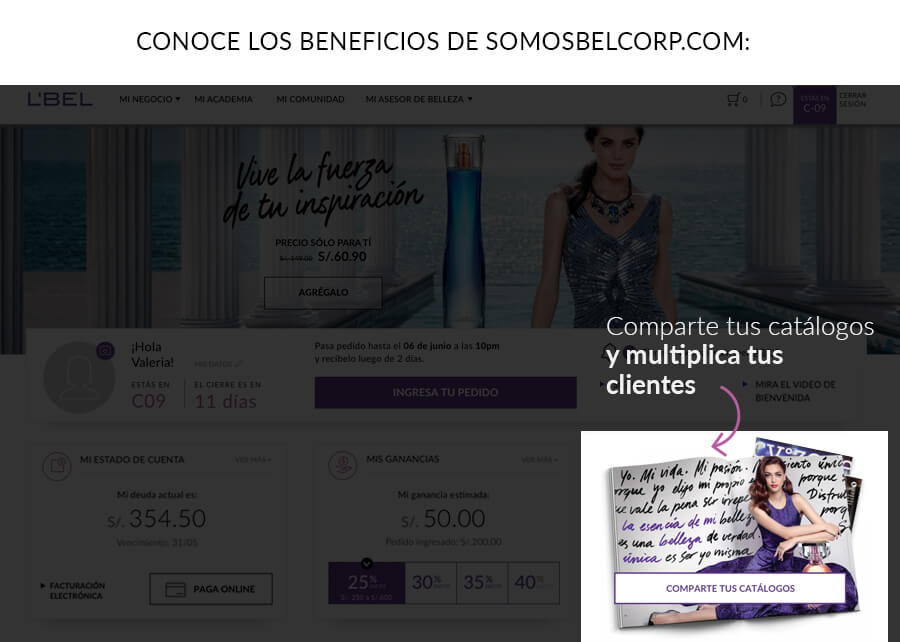 CONOCE LOS BENEFICIOS DE SOMOSBELCORP.COM:
L'BEL
MI NEGOCIO
MI ACADEMIA
MI COMUNIDAD
MI ASESOR DE BELLEZA
0
?
ESTÁS EN
C-09
CERRAR
SESIÓN
Vive la fuerza
de tu inspiración
PRECIO SÓLO PARA TÍ
S/. 149.00 S/.60.90
AGRÉGALO
Comparte tus catálogos
y multiplica tus
clientes
¡Hola
Valeria!
MIS DATOS
ESTÁS EN
C09
EL CIERRE ES EN
11 días
Pasa pedido hasta el 06 de junio a las 10pm
y recíbelo luego de 2 días.
INGRESA TU PEDIDO
MIRA EL VIDEO DE
BIENVENIDA
MI ESTADO DE CUENTA
VER MÁS +
Mi deuda actual es:
S/. 354.50
Vencimiento: 31/05
FACTURACIÓN
ELECTRÓNICA
PAGA ONLINE
MIS GANANCIAS
VER MÁS +
Mi ganancia estimada:
S/. 50.00
Pedido ingresado: S/.200.00
25%
S/. 250 a S/.600
30%
35%
40%
Yo. Mi vida. Mi pasión.
porque yo elijo mi propio
vale la pena ser
la esencia de mi belleza
es una belleza de verdad.
única es ser yo misma
único
porque
COMPARTE TUS CATÁLOGOS